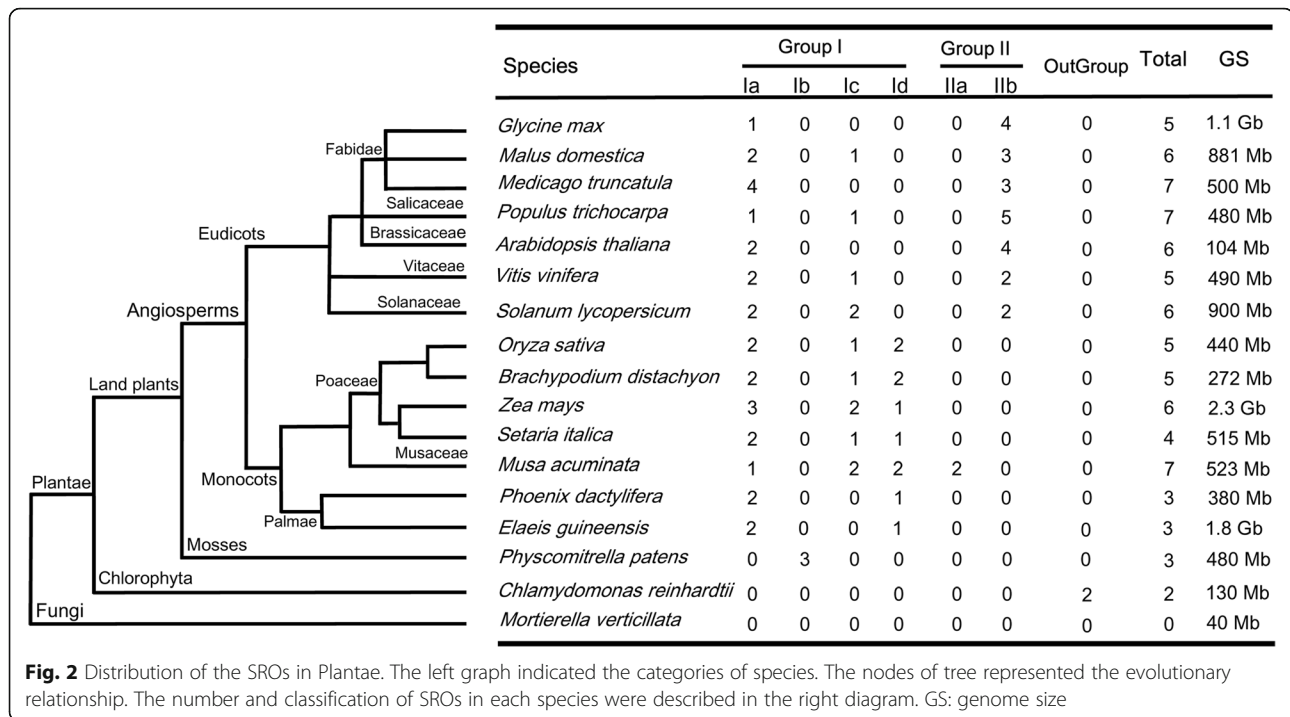 Species Group I Group II OutGroup Total GS
Ia Ib Ic Id IIa IIb
Fabidae
Salicaceae
Brassicaceae
Eudicots
Vitaceae
Solanaceae
Angiosperms
Land plants
Poaceae
Musaceae
Monocots
Plantae
Palmae
Mosses
Chlorophyta
Fungi
Glycine max 1 0 0 0 0 4 0 5 1.1 Gb
Malus domestica 2 0 1 0 0 3 0 6 881 Mb
Medicago truncatula 4 0 0 0 0 3 0 7 500 Mb
Populus trichocarpa 1 0 1 0 0 5 0 7 480 Mb
Arabidopsis thaliana 2 0 0 0 0 4 0 6 104 Mb
Vitis vinifera 2 0 1 0 0 2 0 5 490 Mb
Solanum lycopersicum 2 0 2 0 0 2 0 6 900 Mb
Oryza sativa 2 0 1 2 0 0 0 5 440 Mb
Brachypodium distachyon 2 0 1 2 0 0 0 5 272 Mb
Zea mays 3 0 2 1 0 0 0 6 2.3 Gb
Setaria italica 2 0 1 1 0 0 0 4 515 Mb
Musa acuminata 1 0 2 2 2 0 0 7 523 Mb
Phoenix dactylifera 2 0 0 1 0 0 0 3 380 Mb
Elaeis guineensis 2 0 0 1 0 0 0 3 1.8 Gb
Physcomitrella patens 0 3 0 0 0 0 0 3 480 Mb
Chlamydomonas reinhardtii 0 0 0 0 0 0 2 2 130 Mb
Mortierella verticillata 0 0 0 0 0 0 0 0 40 Mb
Fig. 2 Distribution of the SROs in Plantae. The left graph indicated the categories of species. The nodes of tree represented the evolutionary
relationship. The number and classification of SROs in each species were described in the right diagram. GS: genome size